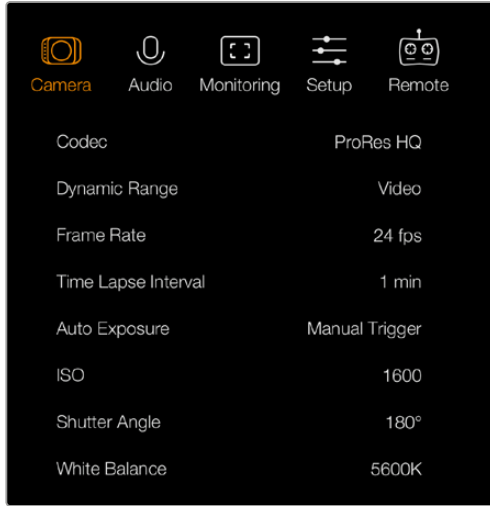 Camera Audio Monitoring Setup Remote
Codec ProRes HQ
Dynamic Range Video
Frame Rate 24 fps
Time Lapse Interval 1 min
Auto Exposure Manual Trigger
ISO 1600
Shutter Angle 180°
White Balance 5600K